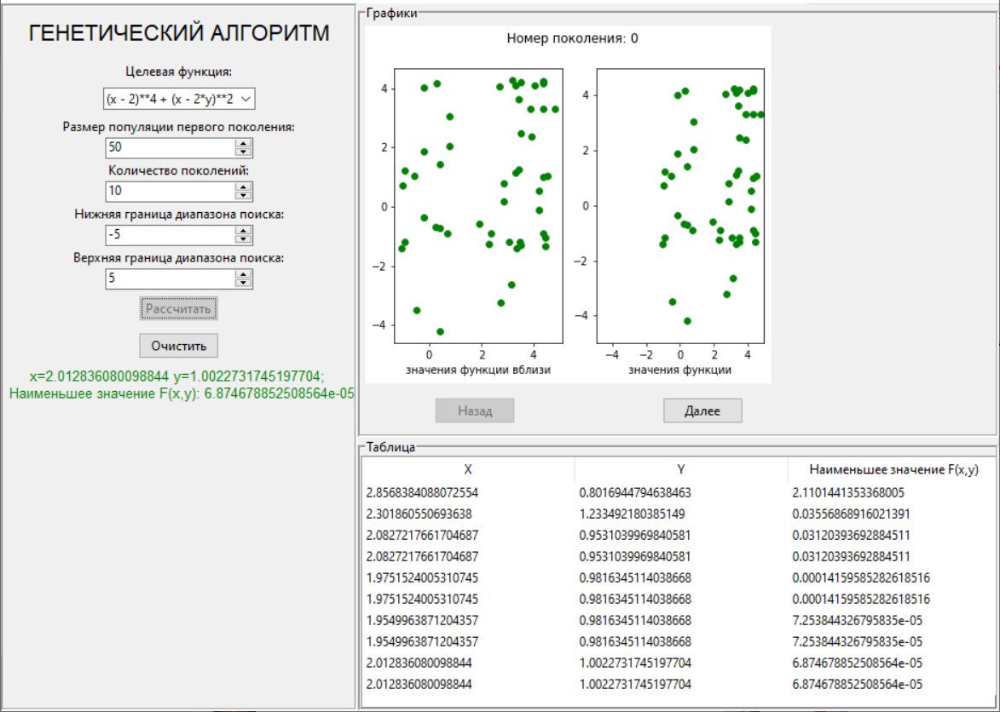 ГЕНЕТИЧЕСКИЙ АЛГОРИТМ
Целевая функция:
(x - 2)**4 + (x - 2*y)**2
Размер популяции первого поколения:
50
Количество поколений:
10
Нижняя граница диапазона поиска:
-5
Верхняя граница диапазона поиска:
5
Рассчитать
Очистить
x=2.012836080098844 y=1.0022731745197704;
Наименьшее значение F(x,y): 6.874678852508564e-05
Графики
Номер поколения: 0
4
2
0
−2
−4
0 2 4
значения функции вблизи
4
2
0
−2
−4
−4 −2 0 2 4
значения функции
Назад
Далее
Таблица
X Y Наименьшее значение F(x,y)
2.8568384088072554 0.8016944794638463 2.1101441353368005
2.301860550693638 1.233492180385149 0.03556868916021391
2.0827217661704687 0.9531039969840581 0.03120393692884511
2.0827217661704687 0.9531039969840581 0.03120393692884511
1.9751524005310745 0.9816345114038668 0.00014159585282618516
1.9751524005310745 0.9816345114038668 0.00014159585282618516
1.9549963871204357 0.9816345114038668 7.253844326795835e-05
1.9549963871204357 0.9816345114038668 7.253844326795835e-05
2.012836080098844 1.0022731745197704 6.874678852508564e-05
2.012836080098844 1.0022731745197704 6.874678852508564e-05